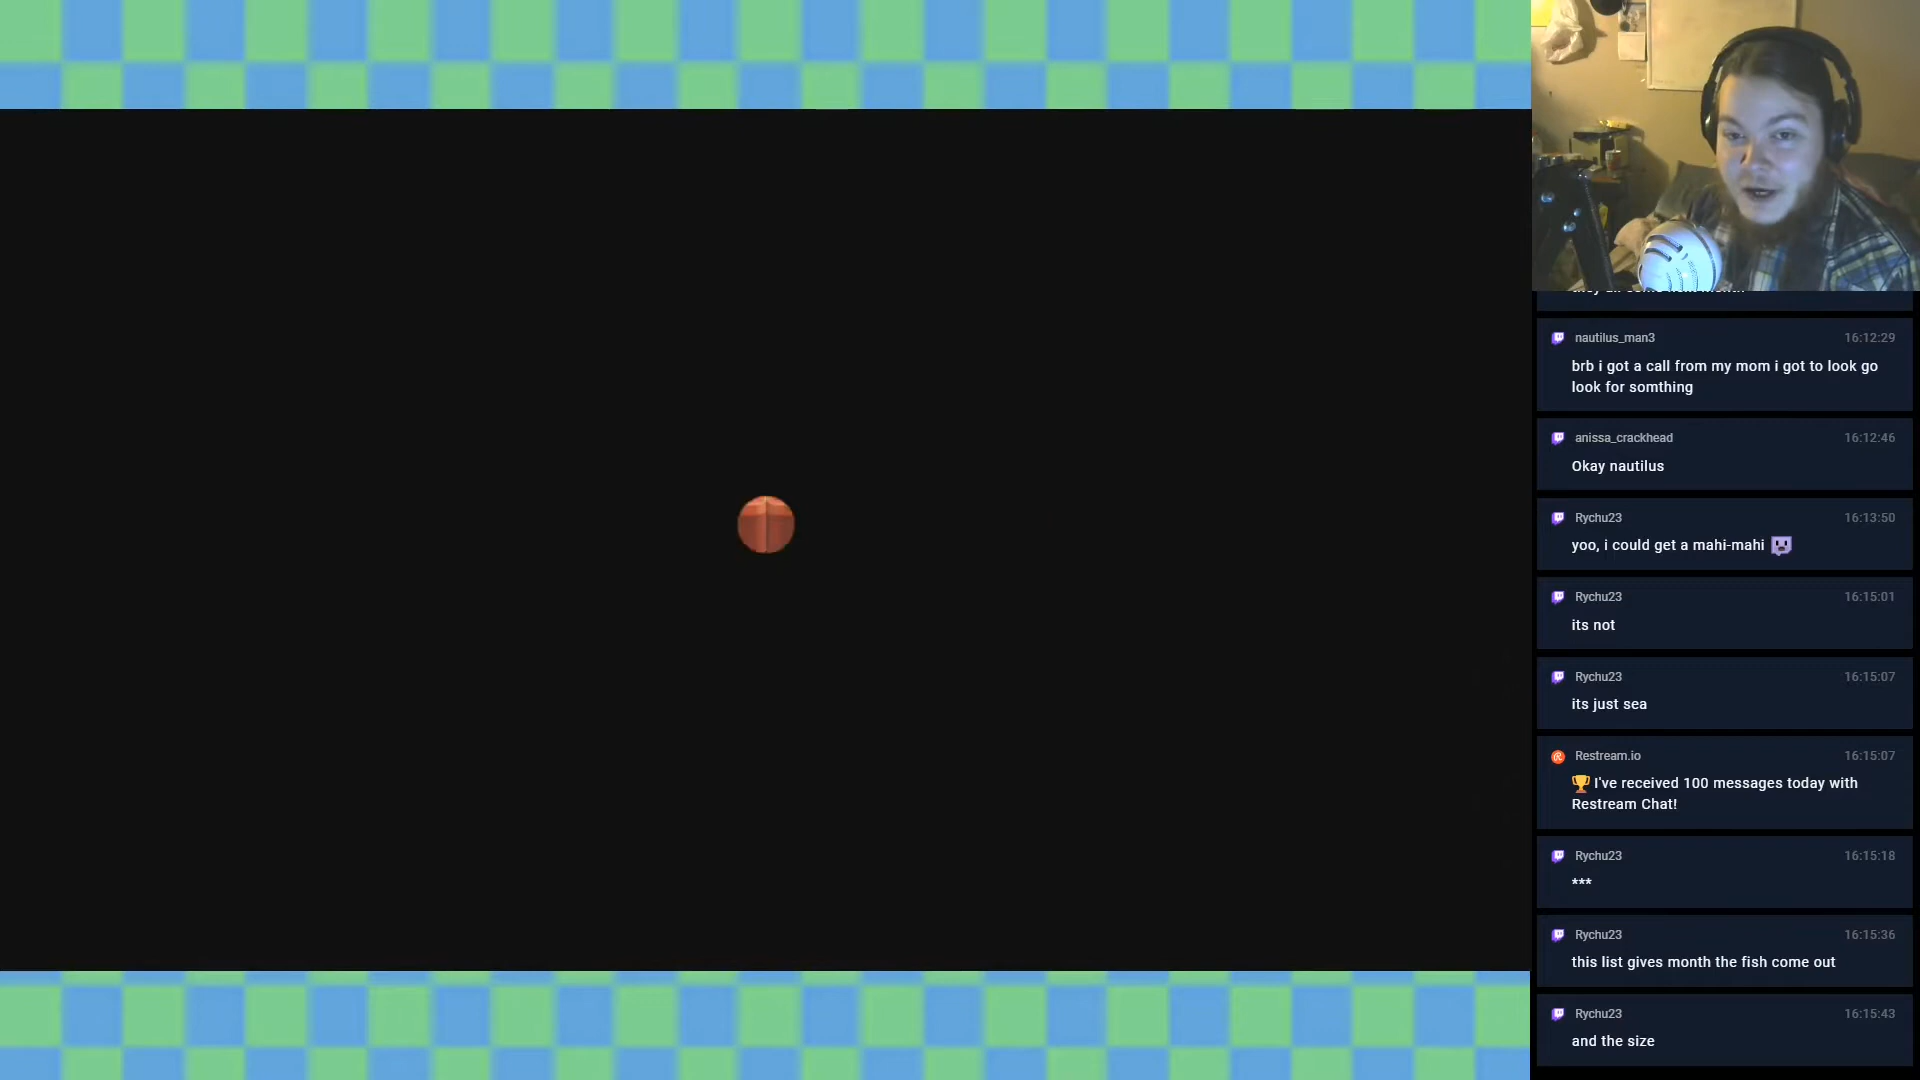 nautilus_man3 16:12:29
brb i got a call from my mom i got to look go
look for somthing
anissa_crackhead 16:12:46
Okay nautilus
Rychu23 16:13:50
yoo, i could get a mahi-mahi
Rychu23 16:15:01
its not
Rychu23 16:15:07
its just sea
Restream.io 16:15:07
🏆 I've received 100 messages today with
Restream Chat!
Rychu23 16:15:18
***
Rychu23 16:15:36
this list gives month the fish come out
Rychu23 16:15:43
and the size